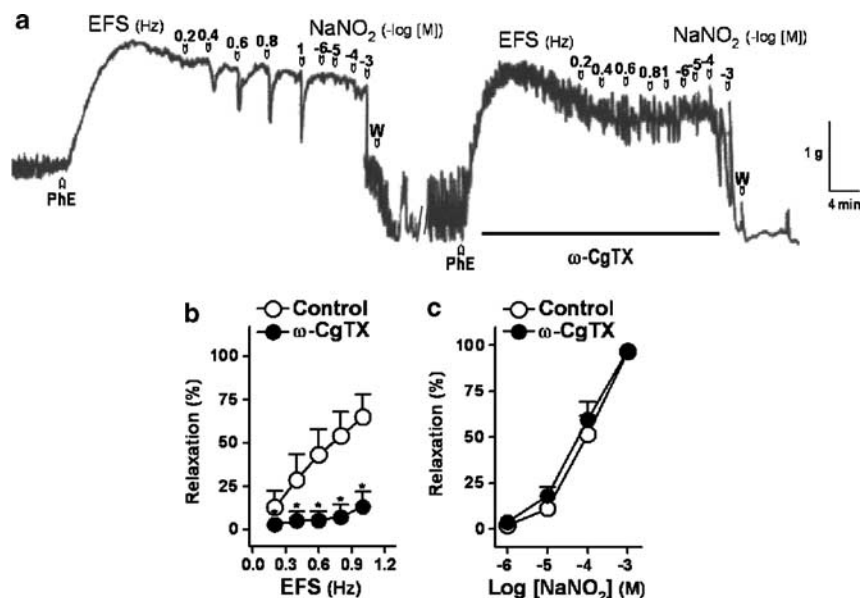 a
EFS (Hz) NaNO₂ (-log [M])
0.2 0.4 0.6 0.8 1 -6 -5 -4 -3
W
PhE
EFS (Hz) NaNO₂ (-log [M])
0.2 0.4 0.6 0.8 1 -6 -5 -4 -3
W
PhE
ω-CgTX
1 g
4 min
b
Control
ω-CgTX
Relaxation (%)
100
75
50
25
0
* * * * *
0.0 0.3 0.6 0.9 1.2
EFS (Hz)
c
Control
ω-CgTX
Relaxation (%)
100
75
50
25
0
-6 -5 -4 -3
Log [NaNO₂] (M)